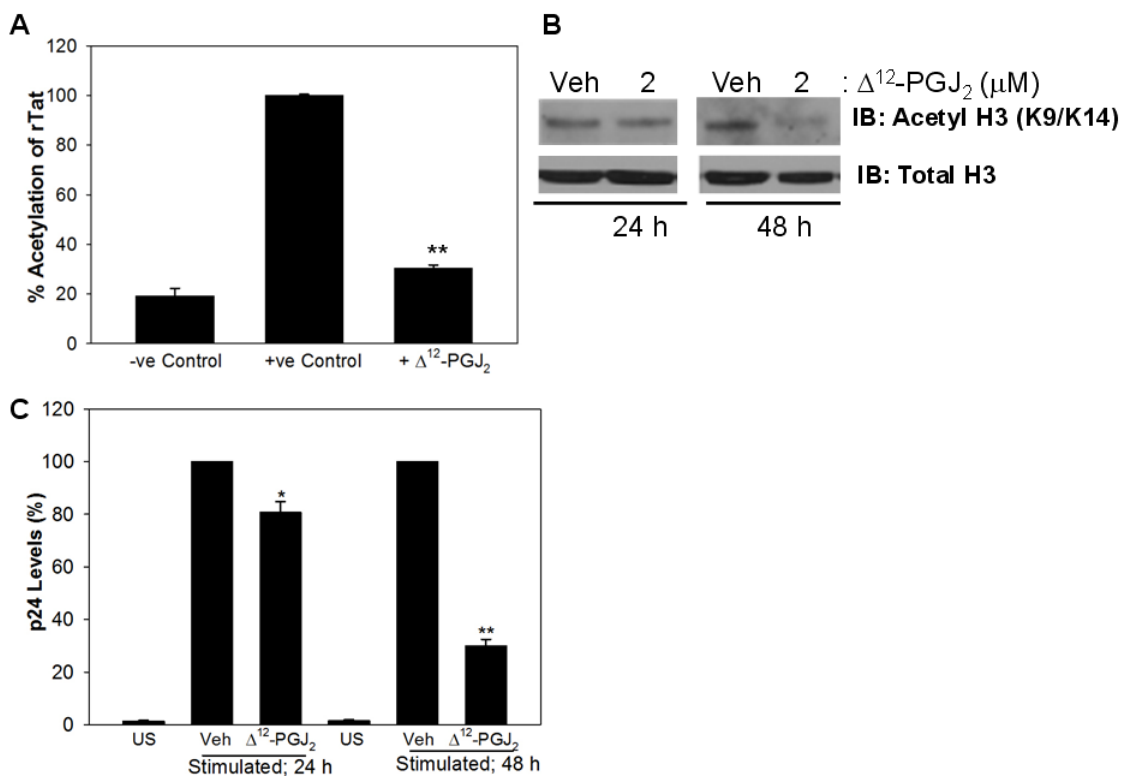 A
120
100
80
60
40
20
0
% Acetylation of rTat
**
-ve Control +ve Control + Δ¹²-PGJ₂
B
Veh 2 Veh 2 : Δ¹²-PGJ₂ (μM)
IB: Acetyl H3 (K9/K14)
IB: Total H3
24 h 48 h
C
120
100
80
60
40
20
0
p24 Levels (%)
*
**
US Veh Δ¹²-PGJ₂ US Veh Δ¹²-PGJ₂
Stimulated; 24 h Stimulated; 48 h